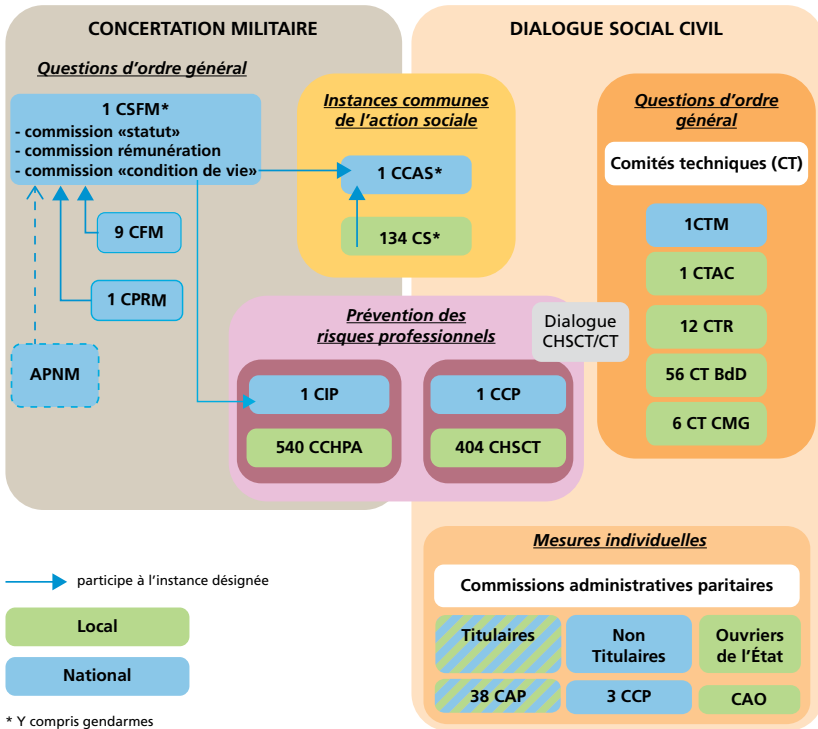 CONCERTATION MILITAIRE
Questions d'ordre général
1 CSFM*
- commission «statut»
- commission rémunération
- commission «condition de vie»
9 CFM
1 CPRM
APNM
Instances communes
de l'action sociale
1 CCAS*
134 CS*
DIALOGUE SOCIAL CIVIL
Questions d'ordre
général
Comités techniques (CT)
1CTM
1 CTAC
12 CTR
56 CT BdD
6 CT CMG
Prévention des
risques professionnels
Dialogue
CHSCT/CT
1 CIP
540 CCHPA
1 CCP
404 CHSCT
Mesures individuelles
Commissions administratives paritaires
Titulaires
Non
Titulaires
Ouvriers
de l'État
38 CAP
3 CCP
CAO
participe à l'instance désignée
Local
National
* Y compris gendarmes